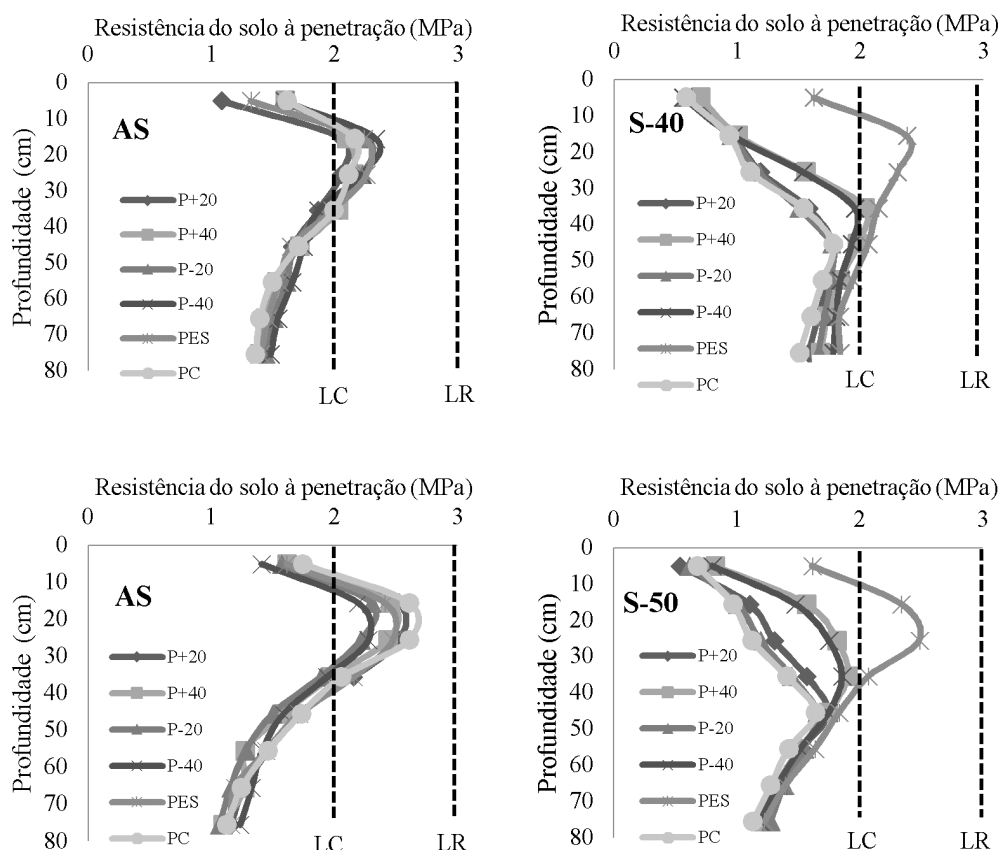 Resistência do solo à penetração (MPa)
0 1 2 3
Profundidade (cm)
0
10
20
30
40
50
60
70
80
AS
P+20
P+40
P-20
P-40
PES
PC
LC
LR
Resistência do solo à penetração (MPa)
0 1 2 3
Profundidade (cm)
0
10
20
30
40
50
60
70
80
S-40
P+20
P+40
P-20
P-40
PES
PC
LC
LR
Resistência do solo à penetração (MPa)
0 1 2 3
Profundidade (cm)
0
10
20
30
40
50
60
70
80
AS
P+20
P+40
P-20
P-40
PES
PC
LC
LR
Resistência do solo à penetração (MPa)
0 1 2 3
Profundidade (cm)
0
10
20
30
40
50
60
70
80
S-50
P+20
P+40
P-20
P-40
PES
PC
LC
LR